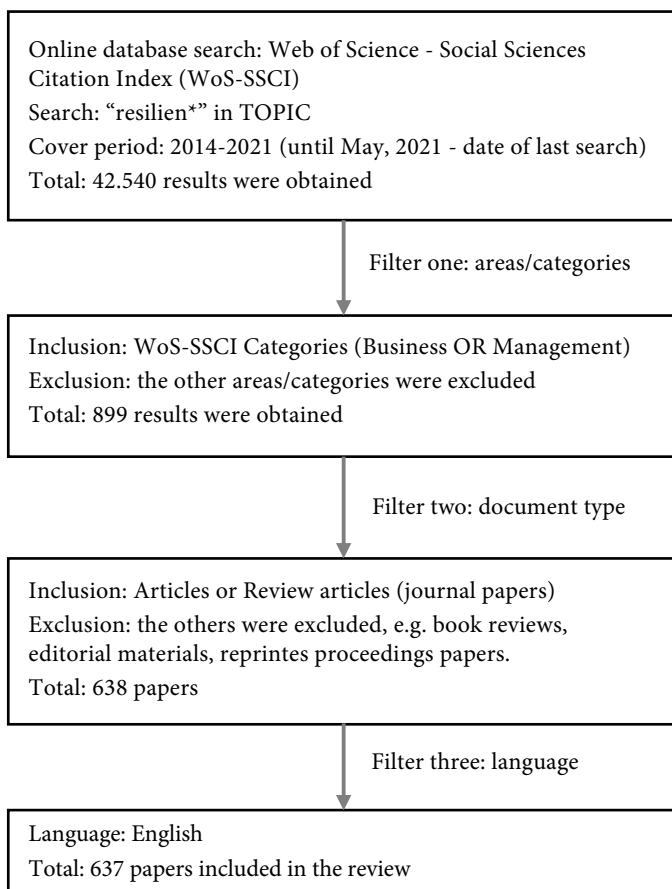 Online database search: Web of Science - Social Sciences
Citation Index (WoS-SSCI)
Search: “resilien*” in TOPIC
Cover period: 2014-2021 (until May, 2021 - date of last search)
Total: 42.540 results were obtained
Filter one: areas/categories
Inclusion: WoS-SSCI Categories (Business OR Management)
Exclusion: the other areas/categories were excluded
Total: 899 results were obtained
Filter two: document type
Inclusion: Articles or Review articles (journal papers)
Exclusion: the others were excluded, e.g. book reviews,
editorial materials, reprintes proceedings papers.
Total: 638 papers
Filter three: language
Language: English
Total: 637 papers included in the review